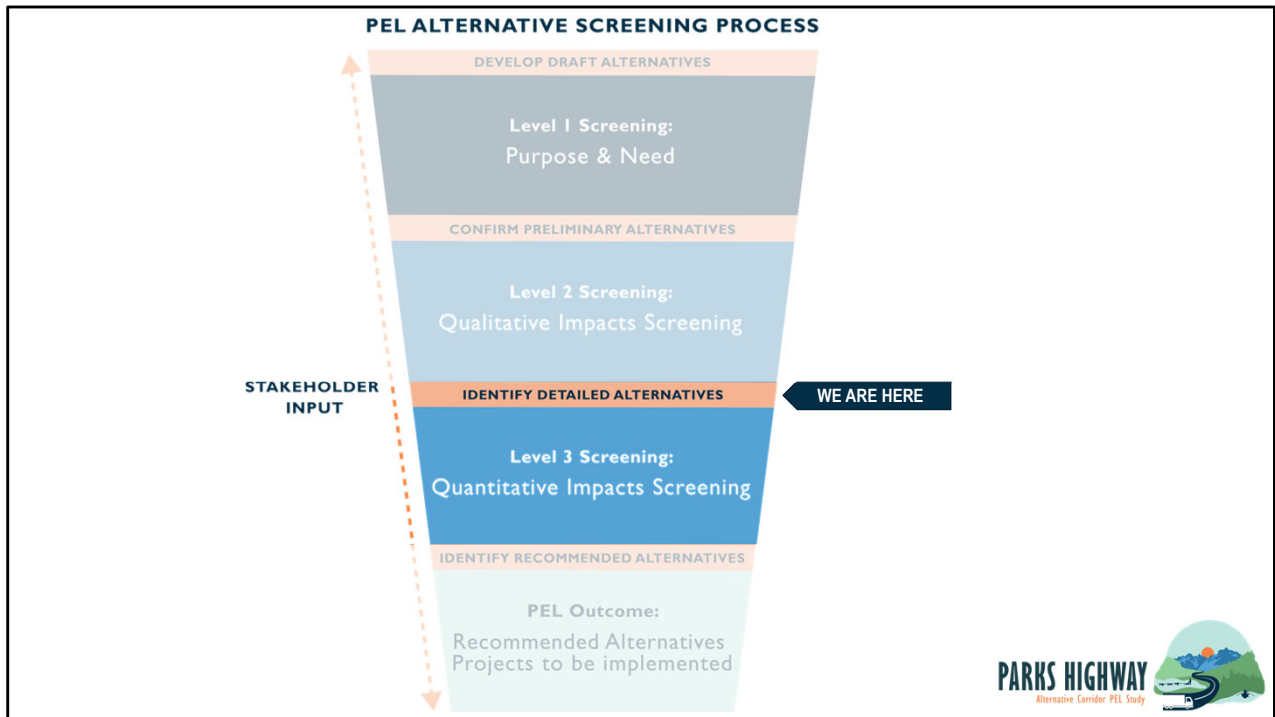 PEL ALTERNATIVE SCREENING PROCESS
DEVELOP DRAFT ALTERNATIVES
Level 1 Screening:
Purpose & Need
CONFIRM PRELIMINARY ALTERNATIVES
Level 2 Screening:
Qualitative Impacts Screening
STAKEHOLDER
INPUT
IDENTIFY DETAILED ALTERNATIVES
WE ARE HERE
Level 3 Screening:
Quantitative Impacts Screening
IDENTIFY RECOMMENDED ALTERNATIVES
PEL Outcome:
Recommended Alternatives
Projects to be implemented
PARKS HIGHWAY
Alternative Corridor PEL Study